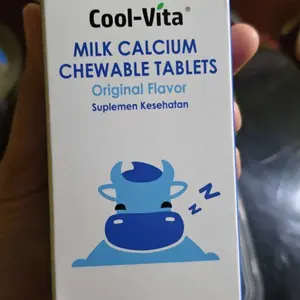 Cool-Vita®
MILK CALCIUM
CHEWABLE TABLETS
Original Flavor
Suplemen Kesehatan
Z
Z
Z